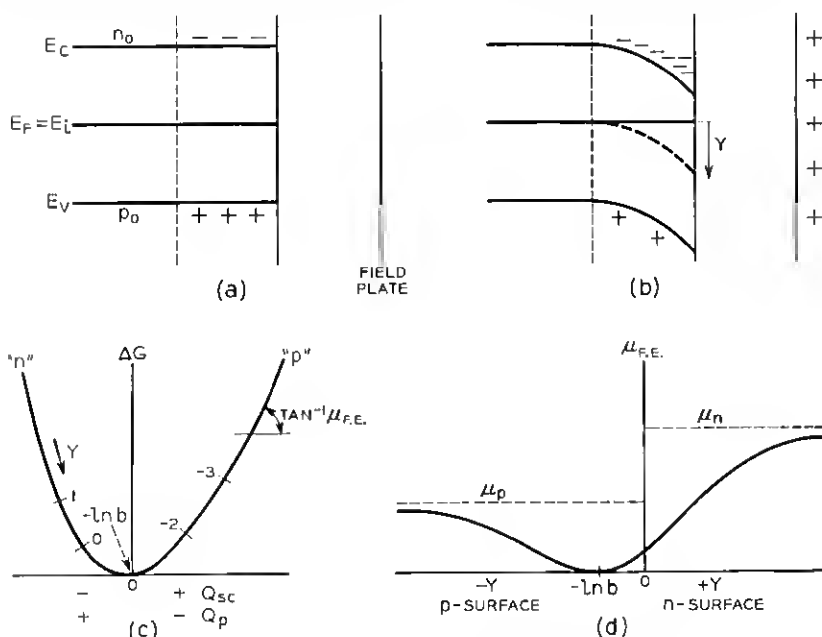 E_C n_o − − −
E_F = E_i
E_V p_o + + +
FIELD
PLATE
(a)
− − − − − − −
Y
+ +
+ + + + +
(b)
"n" ΔG "p"
TAN⁻¹ μ_F.E.
Y
1 -3
-ln b
0 -2
0
− + Q_sc
+ − Q_p
(c)
μ_F.E.
μ_n
μ_p
−Y -ln b 0 +Y
p-SURFACE n-SURFACE
(d)